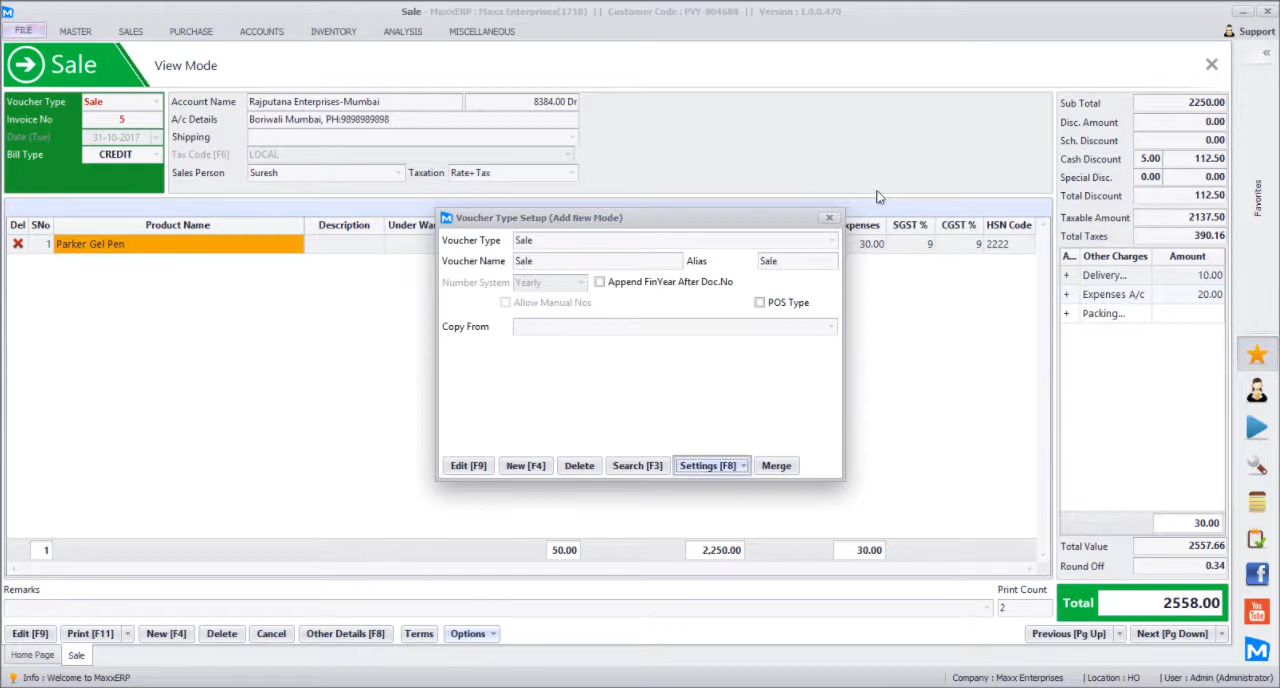 Sale - MaxxERP : Maxx Enterprises(1718) || Customer Code : PVY-804688 || Version : 1.0.0.470
FILE MASTER SALES PURCHASE ACCOUNTS INVENTORY ANALYSIS MISCELLANEOUS Support
Sale View Mode
Voucher Type Sale Account Name Rajputana Enterprises-Mumbai 8384.00 Dr Sub Total 2250.00
Invoice No 5 A/c Details Boriwali Mumbai, PH:9898989898 Disc. Amount 0.00
Date (Tue) 31-10-2017 Shipping Sch. Discount 0.00
Bill Type CREDIT Tax Code [F6] LOCAL Cash Discount 5.00 112.50
Sales Person Suresh Taxation Rate+Tax Special Disc. 0.00 0.00
Total Discount 112.50
Taxable Amount 2137.50
Total Taxes 390.16
Favorites
Del SNo Product Name Description Under Wa xpenses SGST % CGST % HSN Code
1 Parker Gel Pen 30.00 9 9 2222
Voucher Type Setup (Add New Mode)
Voucher Type Sale
Voucher Name Sale Alias Sale
Number System Yearly Append FinYear After Doc.No
Allow Manual Nos POS Type
Copy From
Edit [F9] New [F4] Delete Search [F3] Settings [F8] Merge
A... Other Charges Amount
+ Delivery... 10.00
+ Expenses A/c 20.00
+ Packing...
30.00
1 50.00 2,250.00 30.00
Total Value 2557.66
Round Off 0.34
Remarks Print Count
2
Total 2558.00
Edit [F9] Print [F11] New [F4] Delete Cancel Other Details [F8] Terms Options Previous [Pg Up] Next [Pg Down]
Home Page Sale
Info : Welcome to MaxxERP Company : Maxx Enterprises | Location : HO | User : Admin (Administrator)
You
Tube